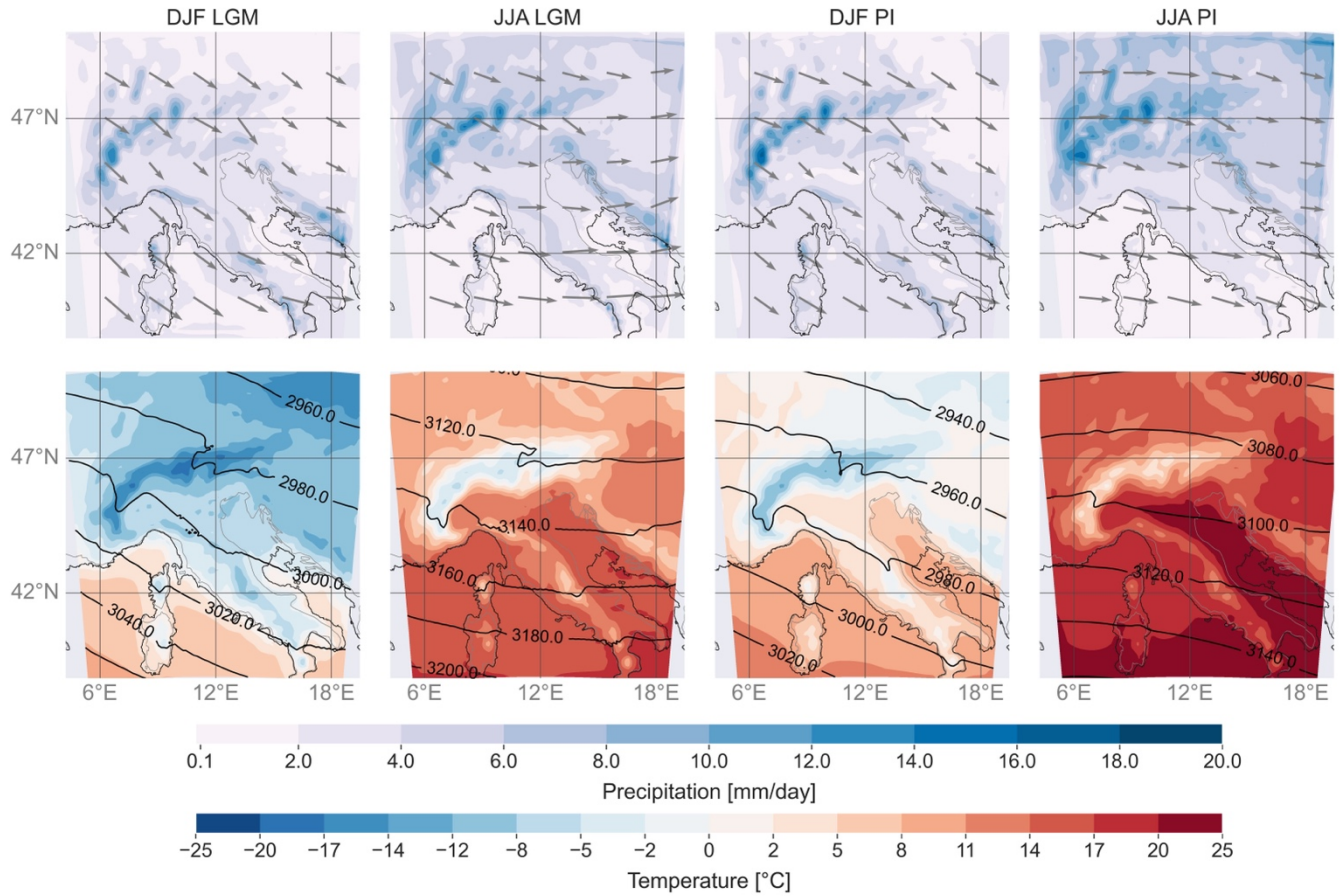 DJF LGM JJA LGM DJF PI JJA PI
47°N
42°N
2960.0 3120.0 2940.0 3060.0
47°N
3080.0
2980.0 2960.0
3140.0 3100.0
3000.0 3160.0 2980.0 3120.0
42°N
3040.0 3020.0 3180.0 3000.0
3200.0 3020.0 3140.0
6°E 12°E 18°E 6°E 12°E 18°E 6°E 12°E 18°E 6°E 12°E 18°E
0.1 2.0 4.0 6.0 8.0 10.0 12.0 14.0 16.0 18.0 20.0
Precipitation [mm/day]
−25 −20 −17 −14 −12 −8 −5 −2 0 2 5 8 11 14 17 20 25
Temperature [°C]